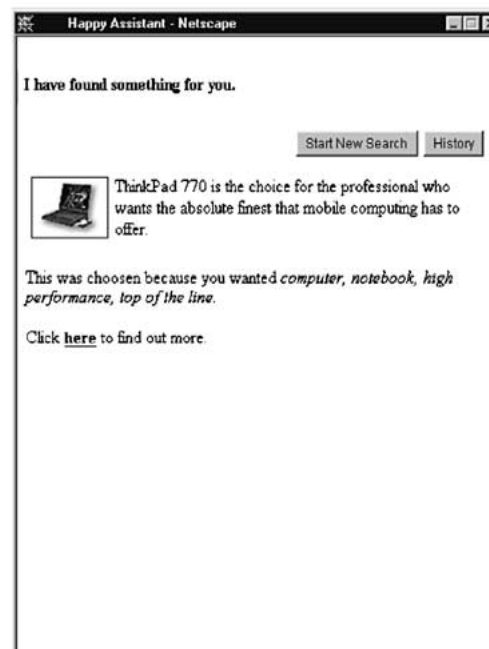 Happy Assistant - Netscape
I have found something for you.
Start New Search History
ThinkPad 770 is the choice for the professional who
wants the absolute finest that mobile computing has to
offer.
This was choosen because you wanted computer, notebook, high
performance, top of the line.
Click here to find out more.